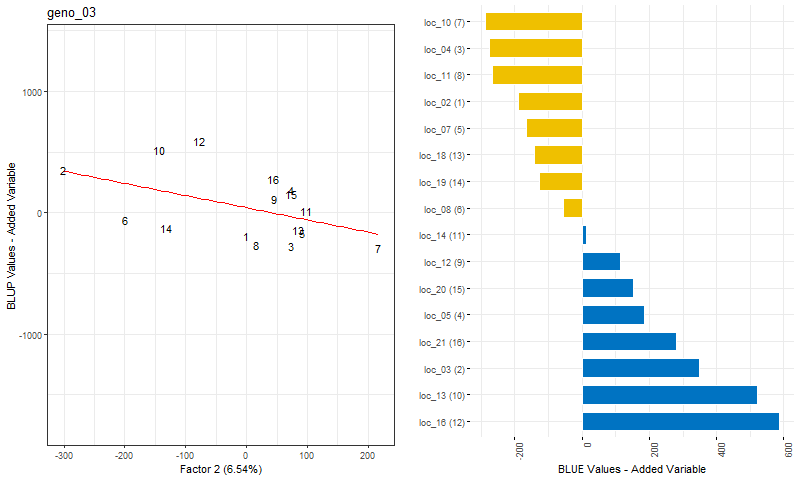 geno_03
BLUP Values - Added Variable
1000
0
-1000
12
10
2
16
4
15
9
11
6
14
13
5
1
8
3
7
-300
-200
-100
0
100
200
Factor 2 (6.54%)
loc_10 (7)
loc_04 (3)
loc_11 (8)
loc_02 (1)
loc_07 (5)
loc_18 (13)
loc_19 (14)
loc_08 (6)
loc_14 (11)
loc_12 (9)
loc_20 (15)
loc_05 (4)
loc_21 (16)
loc_03 (2)
loc_13 (10)
loc_16 (12)
-200
0
200
400
600
BLUE Values - Added Variable